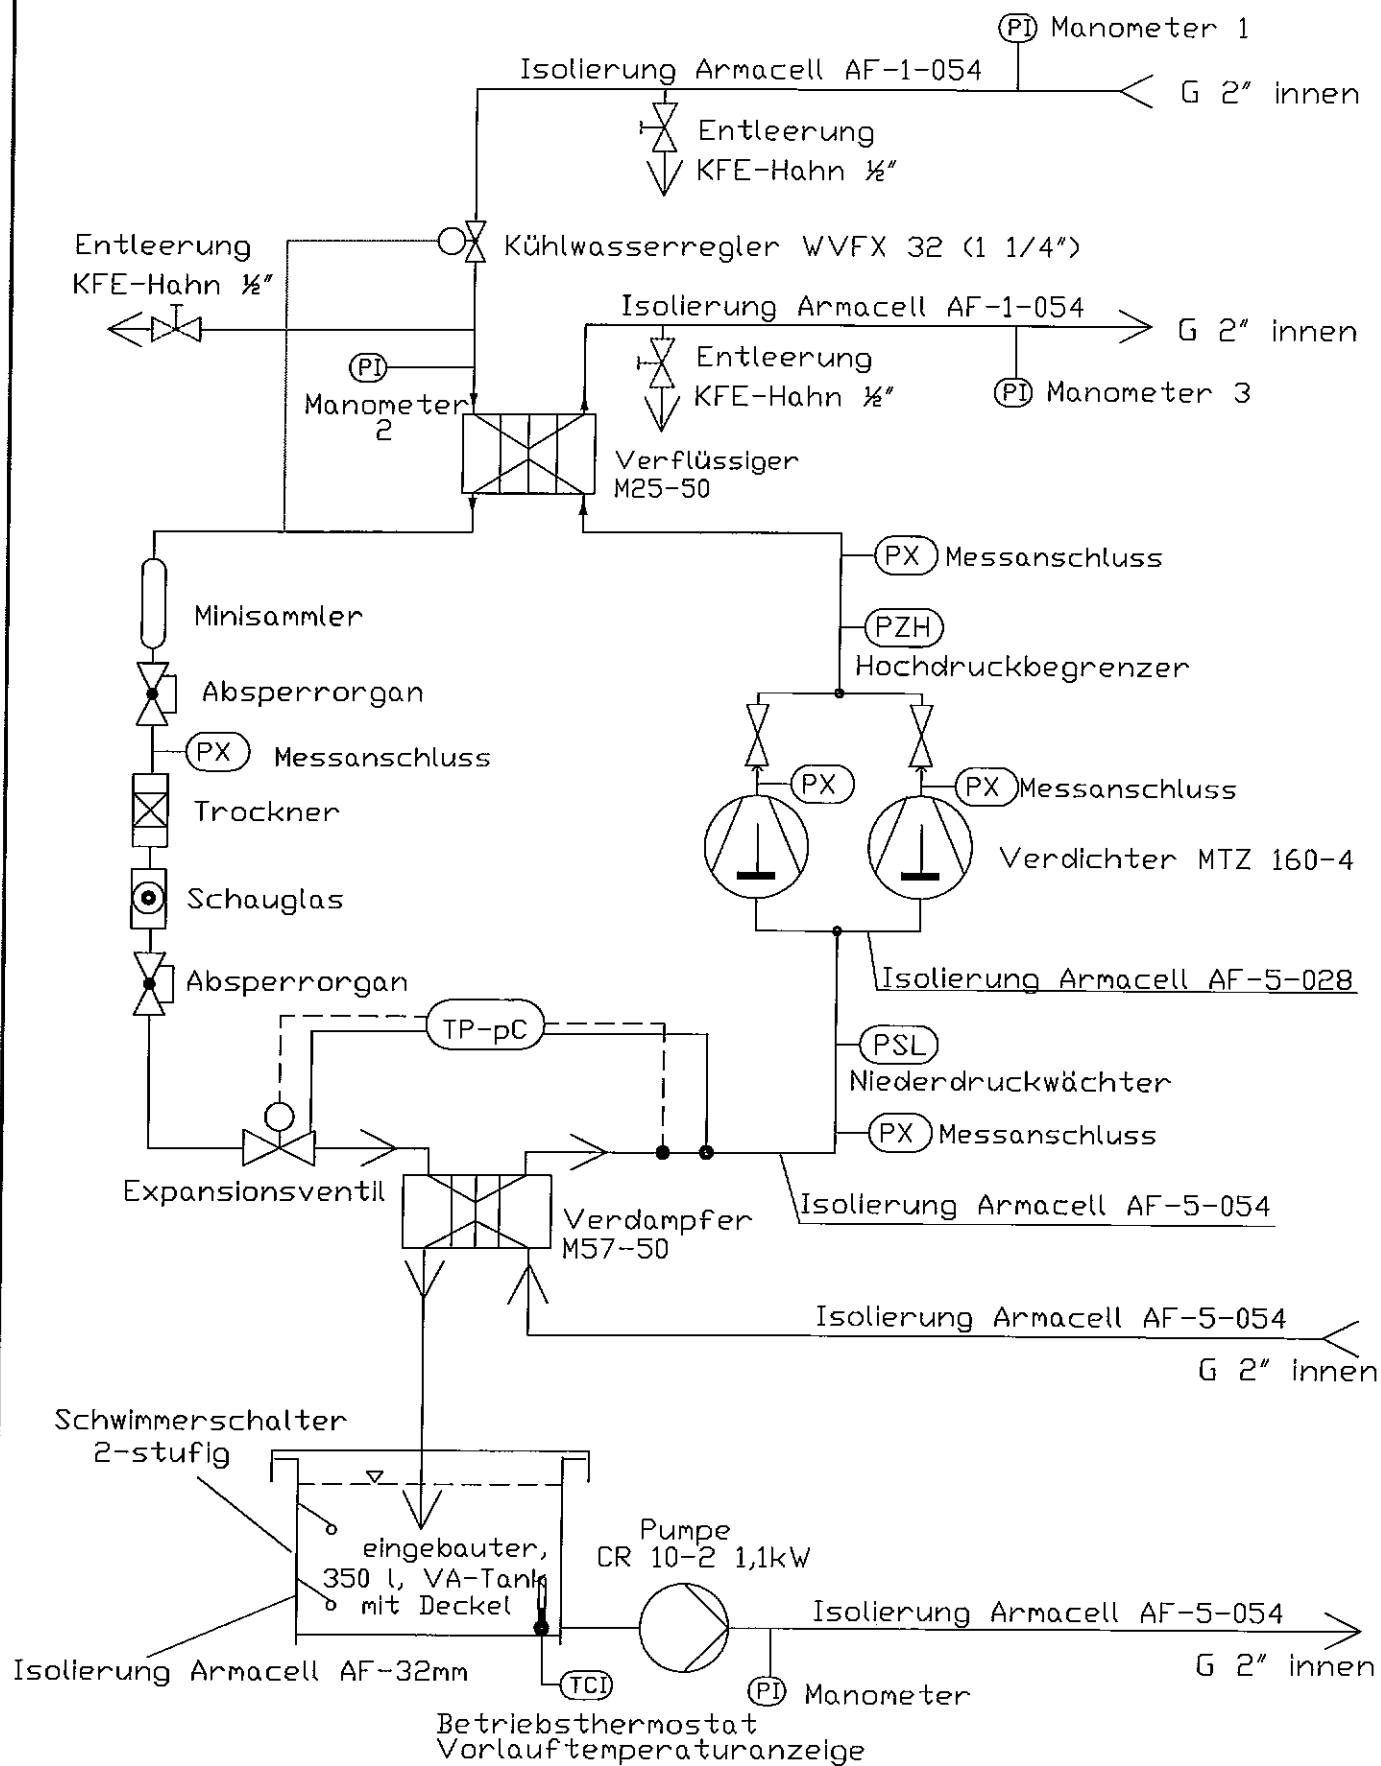 PI Manometer 1
Isolierung Armacell AF-1-054
G 2" innen
Entleerung
KFE-Hahn ½"
Entleerung
KFE-Hahn ½"
Kühlwasserregler WVFX 32 (1 1/4")
Isolierung Armacell AF-1-054
G 2" innen
PI
Manometer
2
Entleerung
KFE-Hahn ½"
PI Manometer 3
Verflüssiger
M25-50
PX Messanschluss
Minisammler
PZH
Hochdruckbegrenzer
Absperrorgan
PX Messanschluss
PX
PX Messanschluss
Trockner
Verdichter MTZ 160-4
Schauglas
Absperrorgan
Isolierung Armacell AF-5-028
TP-pC
PSL
Niederdruckwächter
PX Messanschluss
Expansionsventil
Verdampfer
M57-50
Isolierung Armacell AF-5-054
Isolierung Armacell AF-5-054
G 2" innen
Schwimmerschalter
2-stufig
eingebauter,
350 l, VA-Tank
mit Deckel
Pumpe
CR 10-2 1,1kW
Isolierung Armacell AF-5-054
G 2" innen
Isolierung Armacell AF-32mm
TCI
PI Manometer
Betriebsthermostat
Vorlauftemperaturanzeige